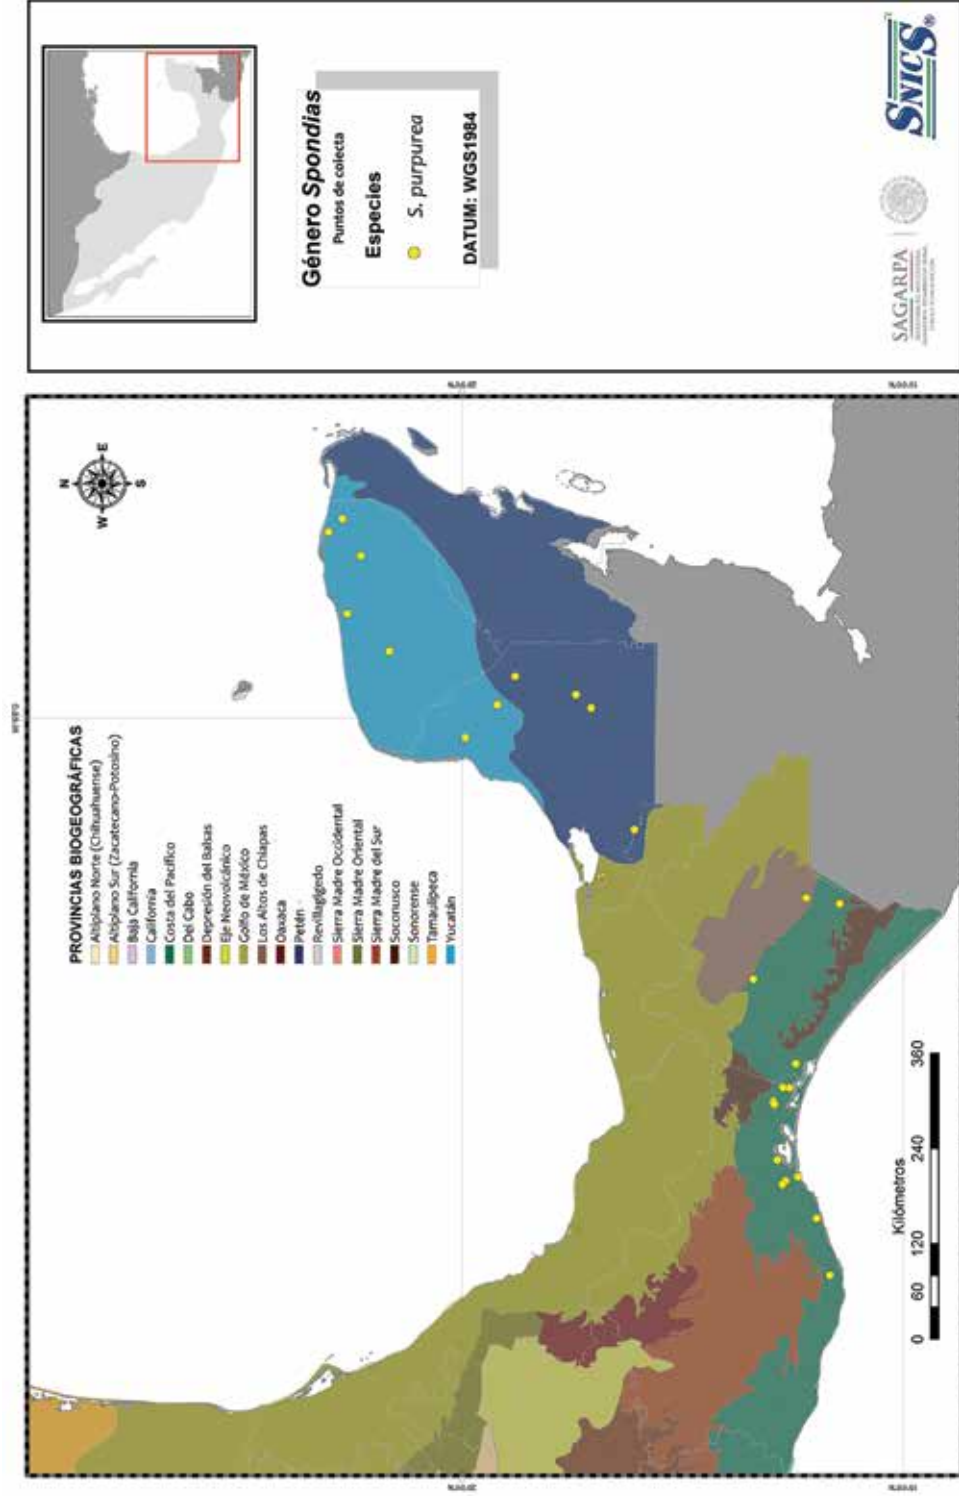 Género Spondias
Puntos de colecta
Especies
S. purpurea
DATUM: WGS1984
SAGARPA
SNICS®
N
W E
S
PROVINCIAS BIOGEOGRÁFICAS
Altiplano Norte (Chihuahuense)
Altiplano Sur (Zacatecano-Potosino)
Baja California
California
Costa del Pacífico
Del Cabo
Depresión del Balsas
Eje Neovolcánico
Golfo de México
Los Altos de Chiapas
Oaxaca
Petén
Revillagigedo
Sierra Madre Occidental
Sierra Madre Oriental
Sierra Madre del Sur
Soconusco
Sonorense
Tamaulipeca
Yucatán
Kilómetros
0 60 120 240 360